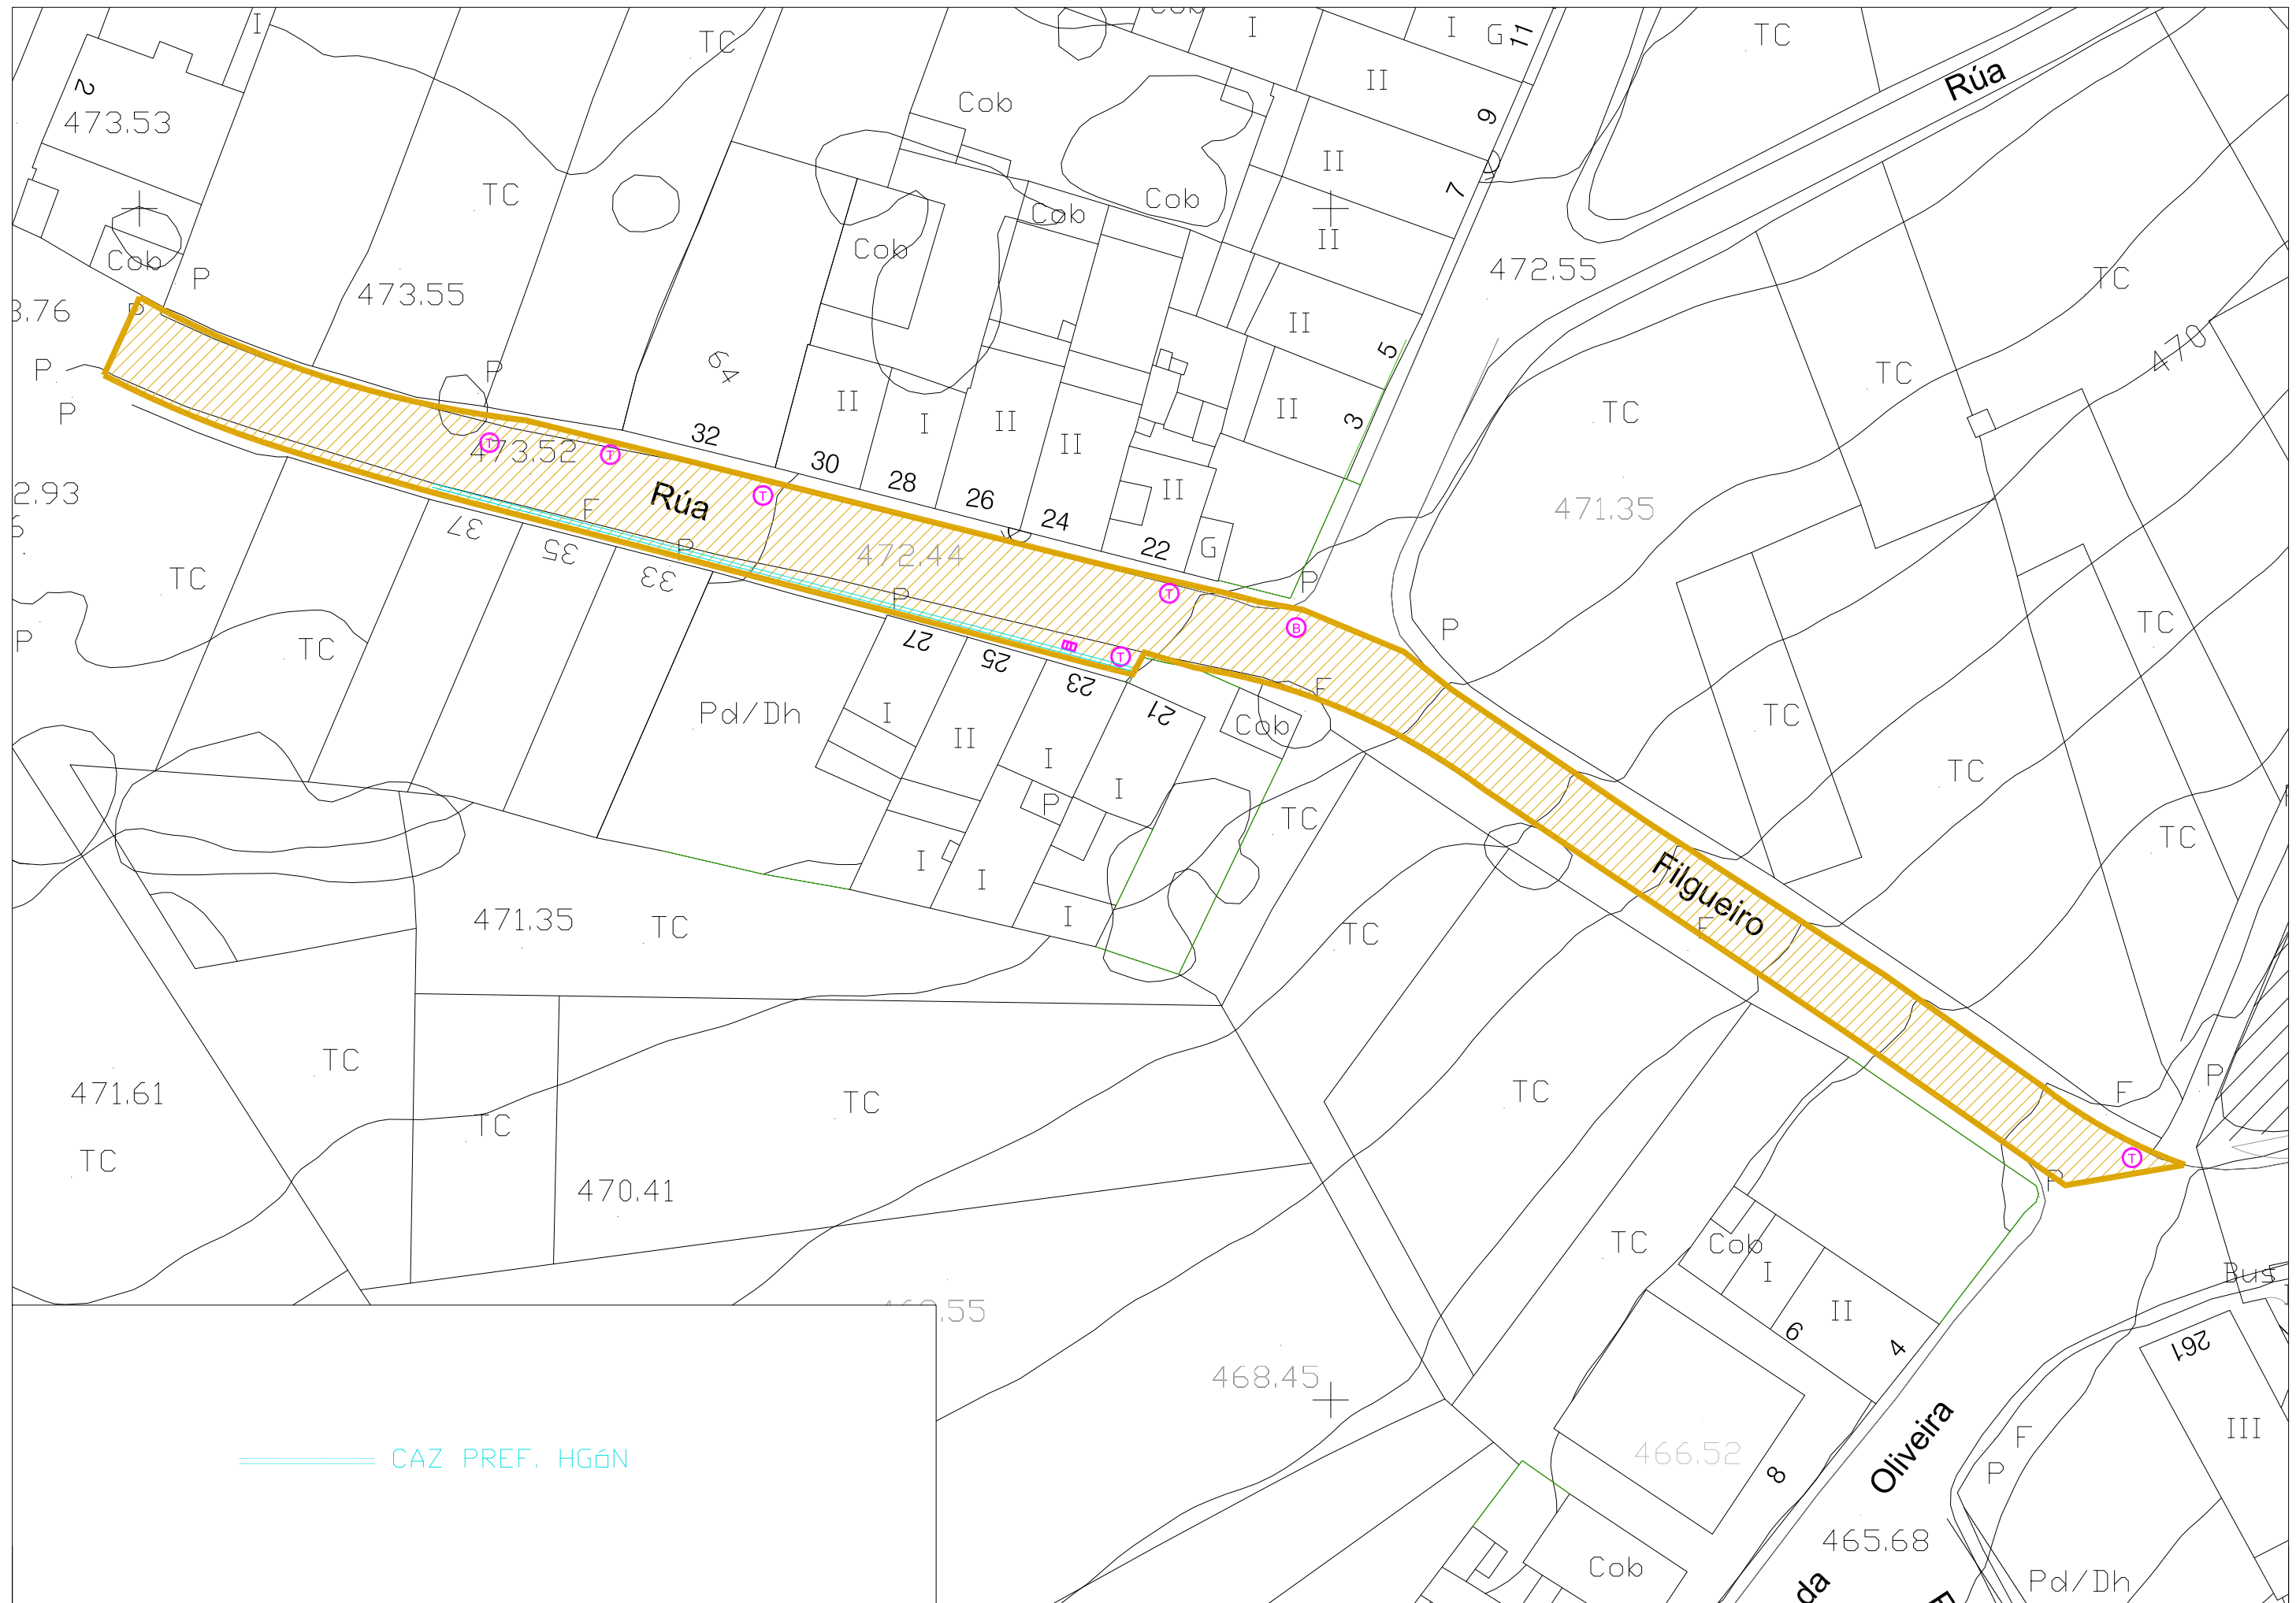 I
TC
Cob
I
I
G
11
TC
Rúa
2
473.53
Cob
II
9
TC
II
7
Cob
Cob
Cob
II
472.55
TC
Cob
P
473.55
II
5
470
3.76
P
P
P
P
64
II
I
II
II
II
3
TC
TC
473.52
T
T
T
32
30
28
26
24
22
II
G
2.93
Rúa
F
P
472.44
471.35
37
35
33
TC
P
T
B
P
P
TC
TC
P
27
25
23
21
T
F
Pd/Dh
I
II
I
I
Cob
TC
TC
P
TC
TC
I
I
I
Filgueiro
F
471.35
TC
TC
TC
471.61
TC
TC
TC
TC
F
P
T
P
470.41
TC
Cob
I
II
Bus
.55
6
4
261
468.45
III
466.52
8
Oliveira
F
P
CAZ PREF. HGóN
465.68
Cob
da
Pd/Dh